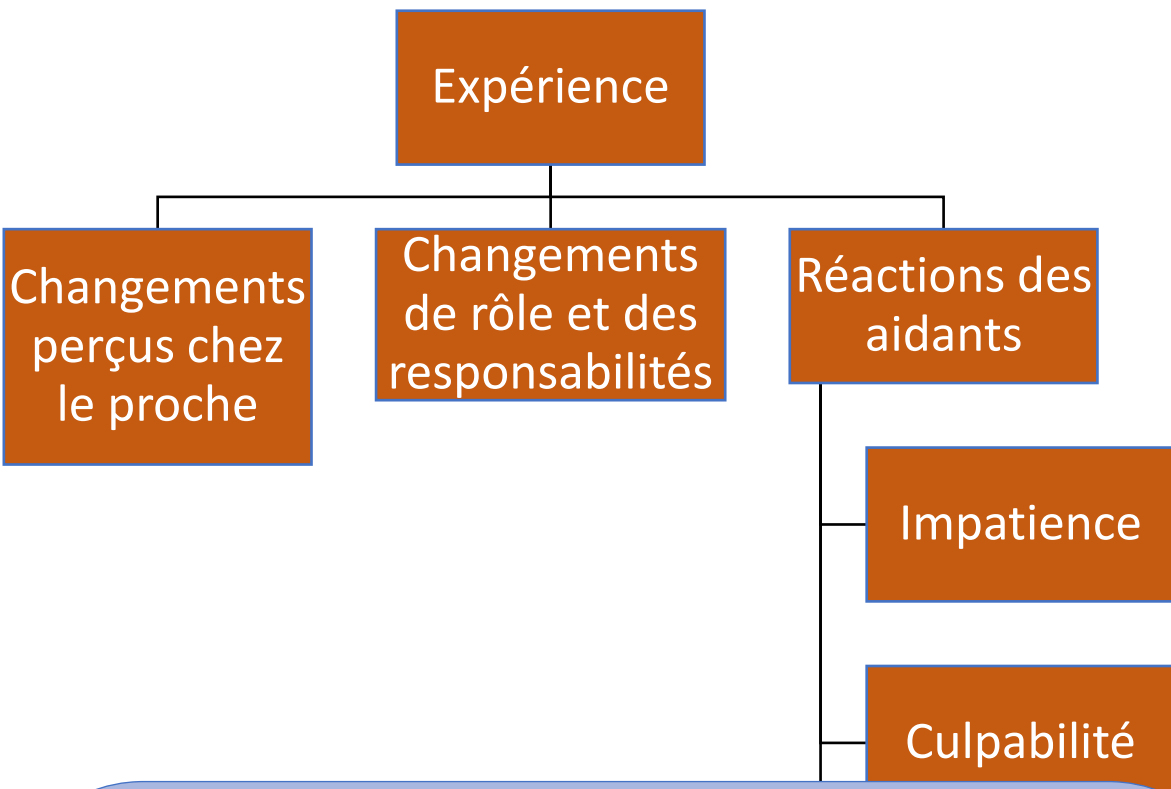 Expérience
Changements
perçus chez
le proche
Changements
de rôle et des
responsabilités
Réactions des
aidants
Impatience
Culpabilité